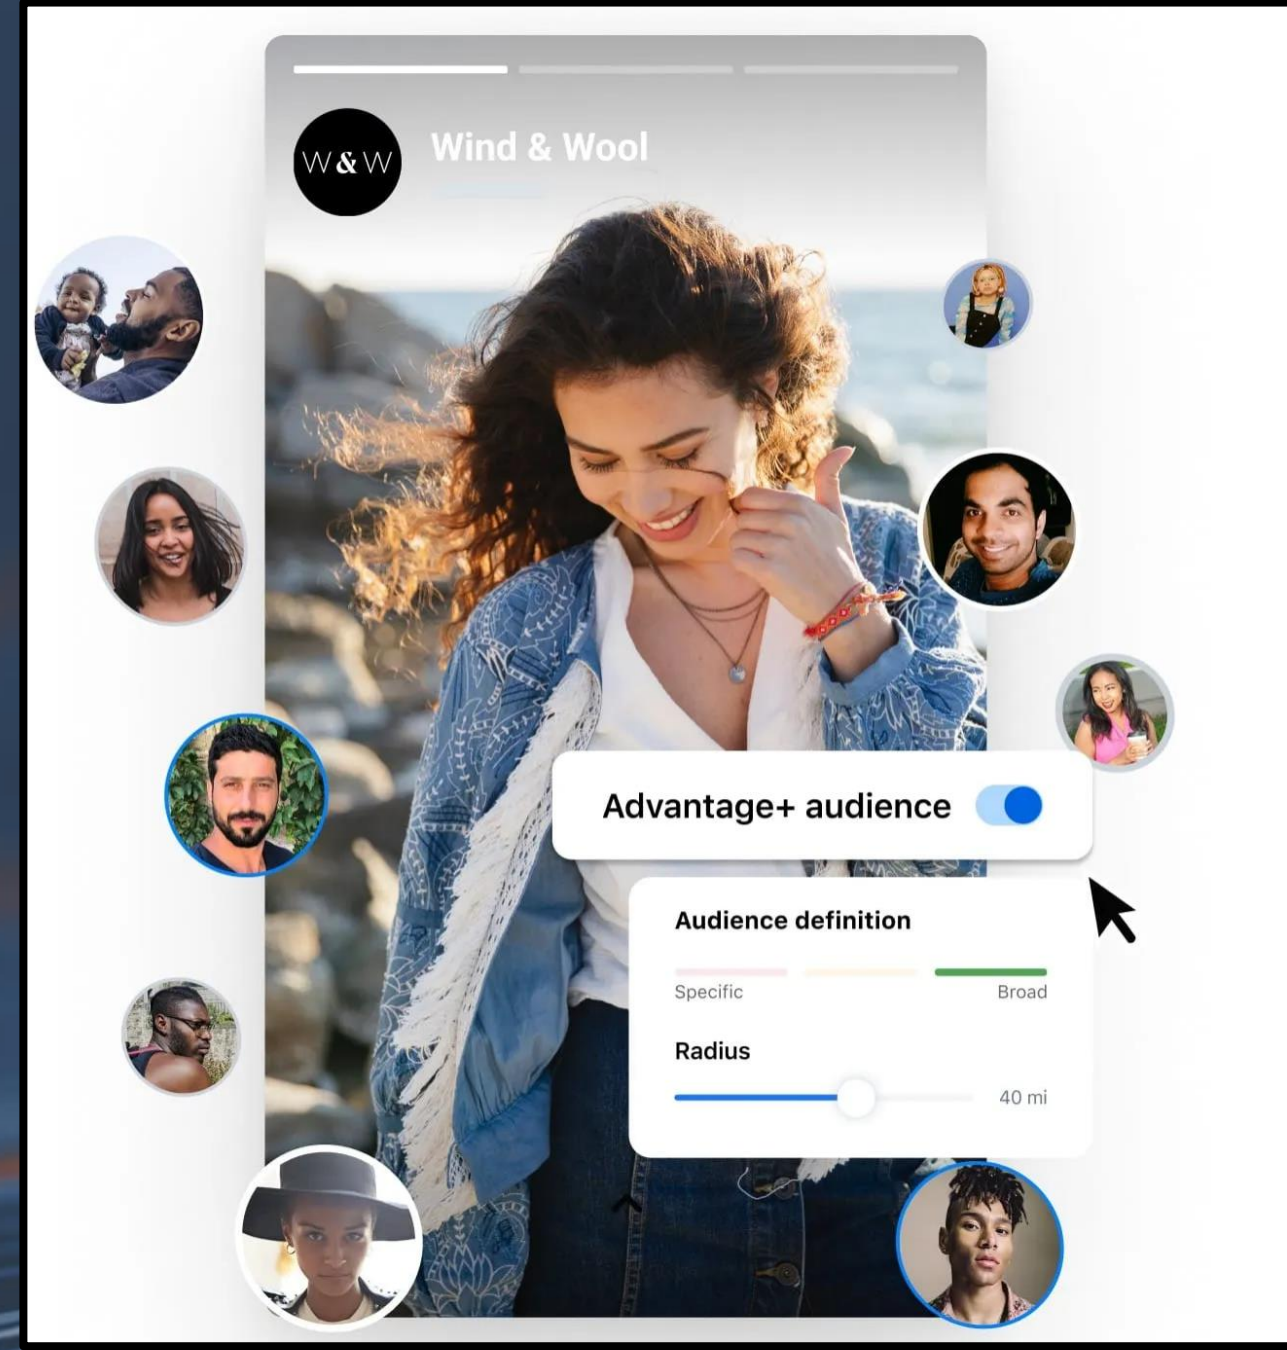 W&W
Wind & Wool
Advantage+ audience
Audience definition
Specific
Broad
Radius
40 mi